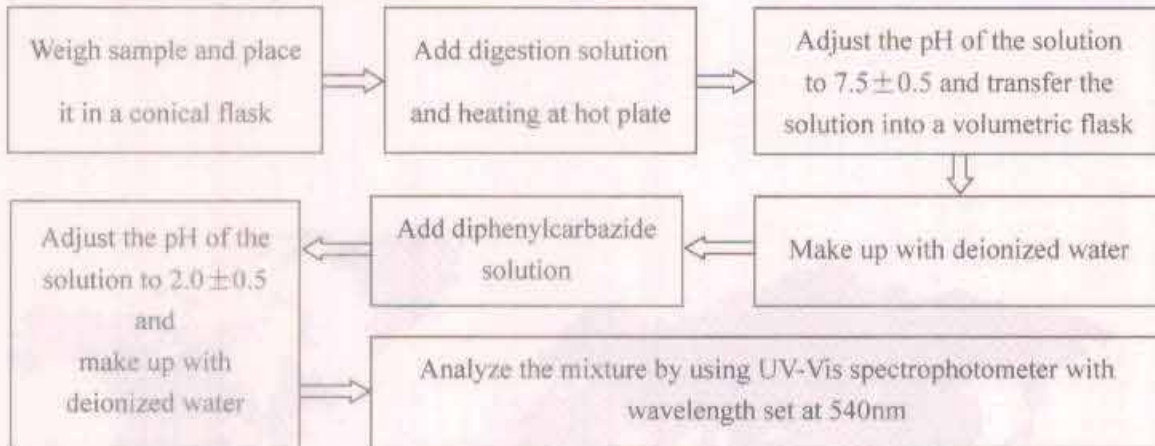 Weigh sample and place
it in a conical flask
Add digestion solution
and heating at hot plate
Adjust the pH of the solution
to 7.5±0.5 and transfer the
solution into a volumetric flask
Make up with deionized water
Add diphenylcarbazide
solution
Adjust the pH of the
solution to 2.0±0.5
and
make up with
deionized water
Analyze the mixture by using UV-Vis spectrophotometer with
wavelength set at 540nm